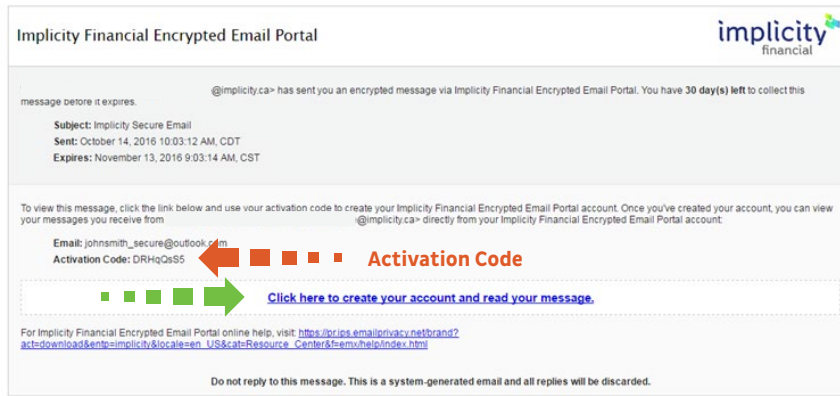 Implicity Financial Encrypted Email Portal
implicity
financial
@implicity.ca> has sent you an encrypted message via Implicity Financial Encrypted Email Portal. You have 30 day(s) left to collect this
message before it expires.
Subject: Implicity Secure Email
Sent: October 14, 2016 10:03:12 AM, CDT
Expires: November 13, 2016 9:03:14 AM, CST
To view this message, click the link below and use your activation code to create your Implicity Financial Encrypted Email Portal account. Once you've created your account, you can view
your messages you receive from @implicity.ca> directly from your Implicity Financial Encrypted Email Portal account:
Email: johnsmith_secure@outlook.com
Activation Code: DRHqQsS5
Activation Code
Click here to create your account and read your message.
For Implicity Financial Encrypted Email Portal online help, visit: https://pr.ips.emailprivacy.net/brand?
act=download&entp=implicity&locale=en_US&cat=Resource_Center&f=emx/help/index.html
Do not reply to this message. This is a system-generated email and all replies will be discarded.